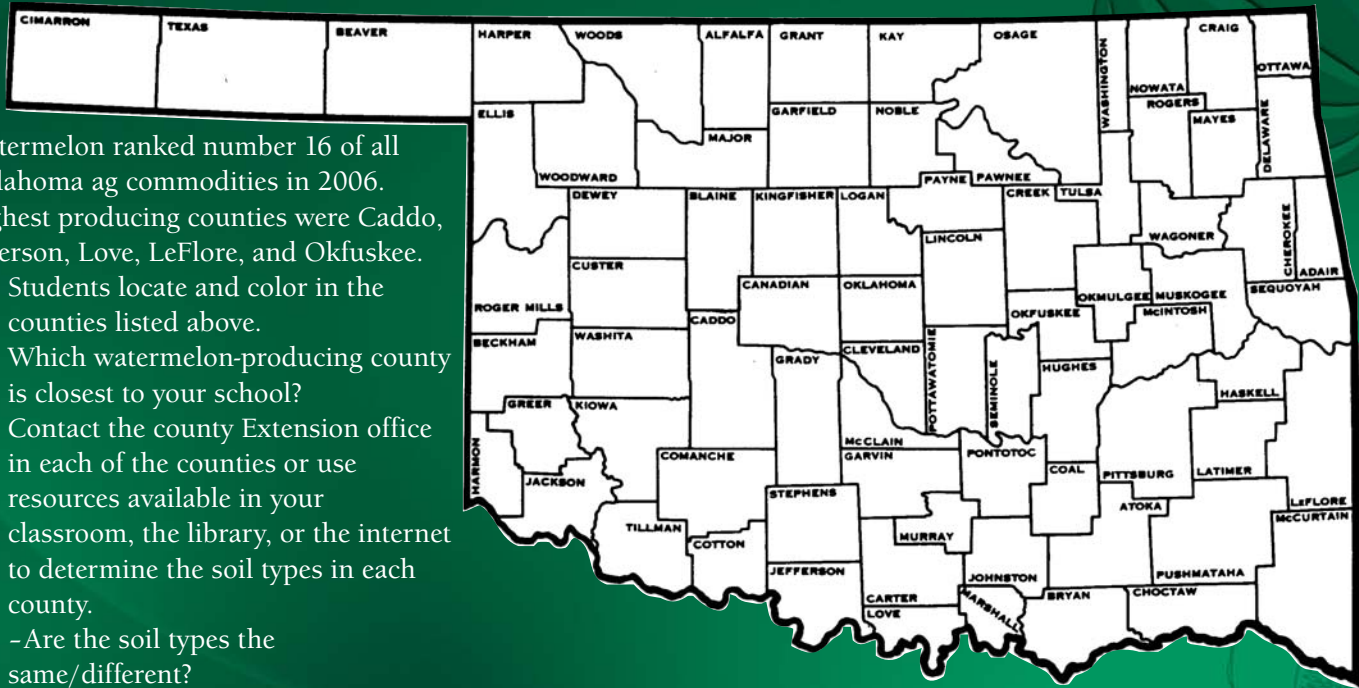 CIMARRON
TEXAS
BEAVER
HARPER
WOODS
ALFALFA
GRANT
KAY
OSAGE
WASHINGTON
NOWATA
CRAIG
OTTAWA
ELLIS
WOODWARD
MAJOR
GARFIELD
NOBLE
PAYNE
PAWNEE
ROGERS
MAYES
DELAWARE
termelon ranked number 16 of all
lahoma ag commodities in 2006.
ghest producing counties were Caddo,
erson, Love, LeFlore, and Okfuskee.
Students locate and color in the
counties listed above.
Which watermelon-producing county
is closest to your school?
Contact the county Extension office
in each of the counties or use
resources available in your
classroom, the library, or the internet
to determine the soil types in each
county.
–Are the soil types the
same/different?
DEWEY
BLAINE
KINGFISHER
LOGAN
LINCOLN
CREEK
TULSA
WAGONER
CHEROKEE
ADAIR
ROGER MILLS
CUSTER
CANADIAN
OKLAHOMA
OKFUSKEE
OKMULGEE
MUSKOGEE
McINTOSH
SEQUOYAH
BECKHAM
WASHITA
CADDO
GRADY
CLEVELAND
POTTAWATOMIE
SEMINOLE
HUGHES
HASKELL
GREER
KIOWA
HARMON
JACKSON
COMANCHE
McCLAIN
GARVIN
PONTOTOC
COAL
PITTSBURG
LATIMER
LeFLORE
TILLMAN
COTTON
STEPHENS
MURRAY
ATOKA
McCURTAIN
JEFFERSON
CARTER
LOVE
JOHNSTON
MARSHALL
BRYAN
PUSHMATAHA
CHOCTAW